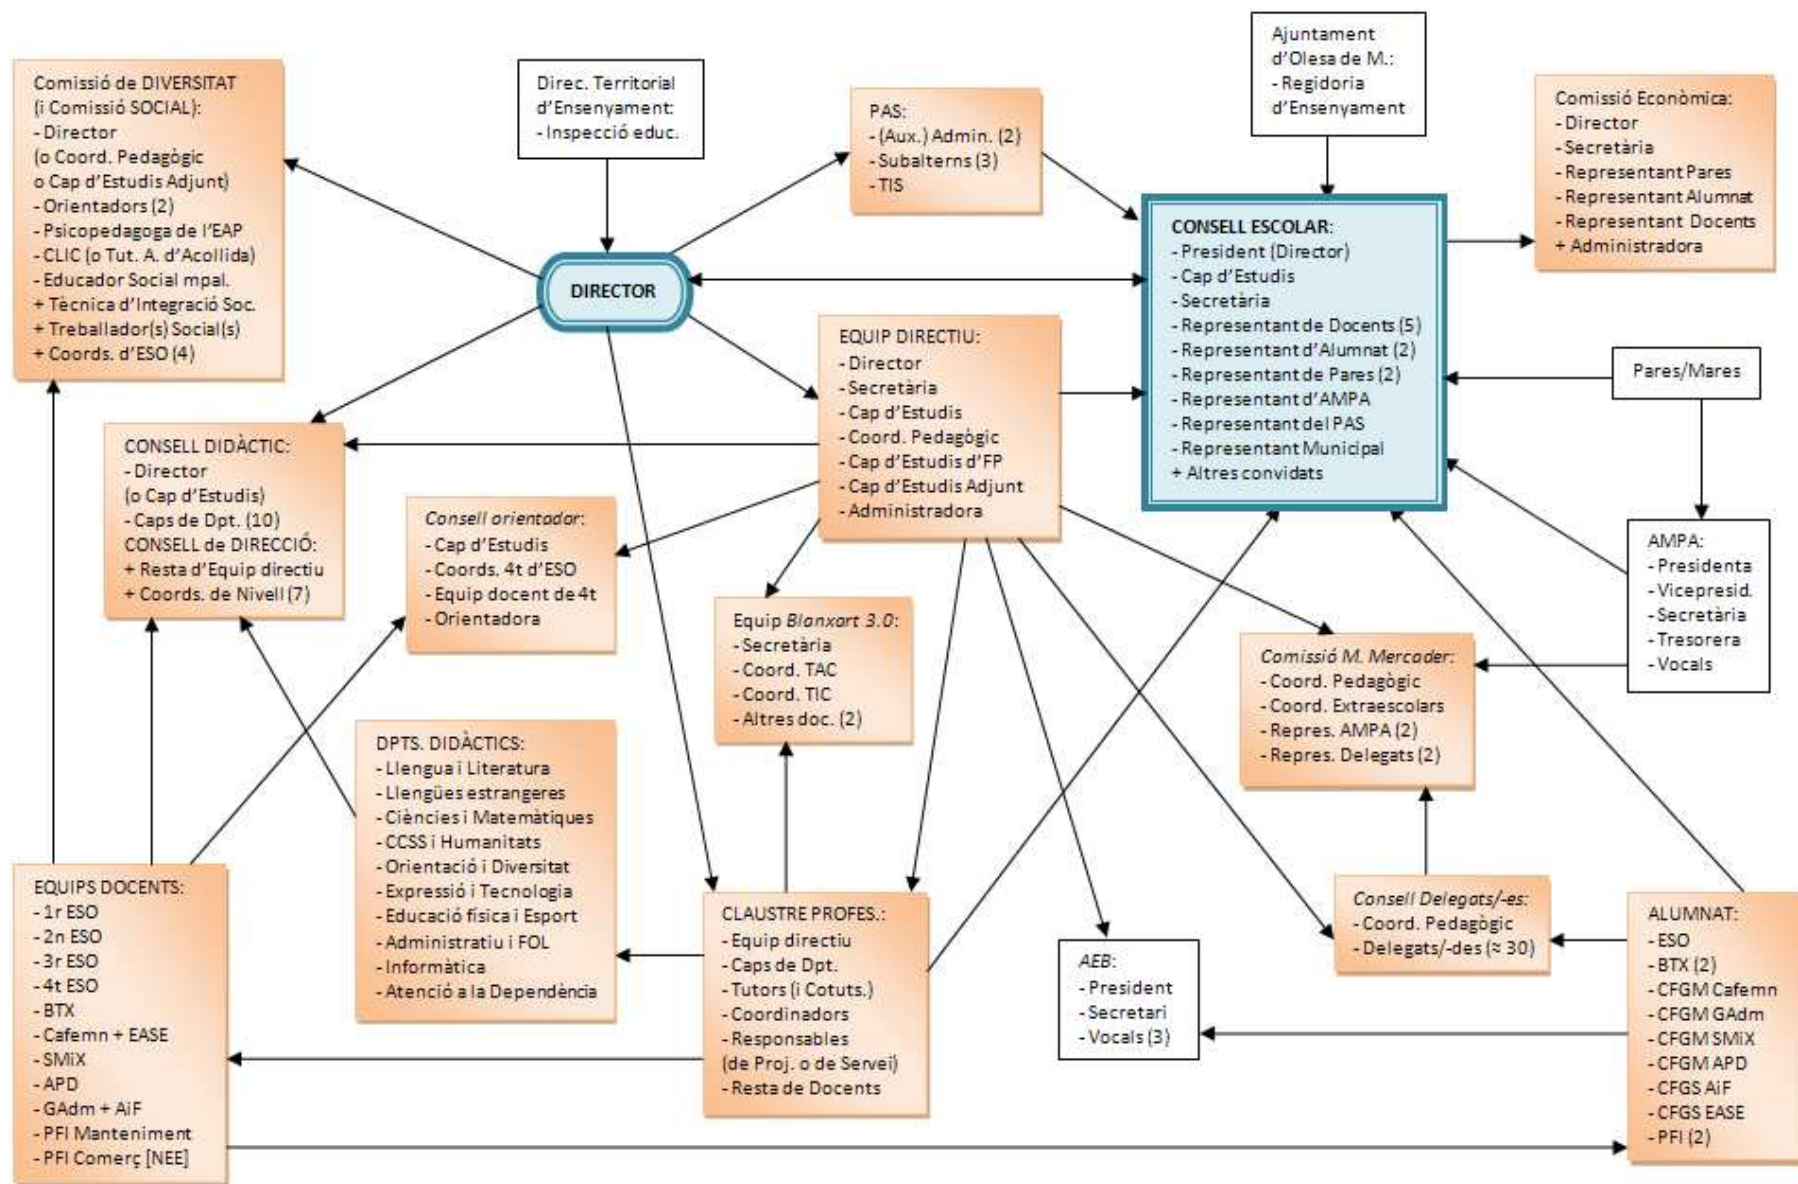 Comissió de DIVERSITAT
(i Comissió SOCIAL):
- Director
(o Coord. Pedagògic
o Cap d'Estudis Adjunt)
- Orientadors (2)
- Psicopedagoga de l'EAP
- CLIC (o Tut. A. d'Acollida)
- Educador Social mpal.
+ Tècnica d'Integració Soc.
+ Treballador(s) Social(s)
+ Coords. d'ESO (4)
Direc. Territorial
d'Ensenyament:
- Inspecció educ.
PAS:
- (Aux.) Admin. (2)
- Subalterns (3)
- TIS
Ajuntament
d'Olesa de M.:
- Regidoria
d'Ensenyament
Comissió Econòmica:
- Director
- Secretària
- Representant Pares
- Representant Alumnat
- Representant Docents
+ Administradora
DIRECTOR
CONSELL ESCOLAR:
- President (Director)
- Cap d'Estudis
- Secretària
- Representant de Docents (5)
- Representant d'Alumnat (2)
- Representant de Pares (2)
- Representant d'AMPA
- Representant del PAS
- Representant Municipal
+ Altres convidats
EQUIP DIRECTIU:
- Director
- Secretària
- Cap d'Estudis
- Coord. Pedagògic
- Cap d'Estudis d'FP
- Cap d'Estudis Adjunt
- Administradora
Pares/Mares
CONSELL DIDÀCTIC:
- Director
(o Cap d'Estudis)
- Caps de Dpt. (10)
CONSELL de DIRECCIÓ:
+ Resta d'Equip directiu
+ Coords. de Nivell (7)
Consell orientador:
- Cap d'Estudis
- Coords. 4t d'ESO
- Equip docent de 4t
- Orientadora
AMPA:
- Presidenta
- Vicepresid.
- Secretària
- Tresorera
- Vocals
Equip Blanxart 3.0:
- Secretària
- Coord. TAC
- Coord. TIC
- Altres doc. (2)
Comissió M. Mercader:
- Coord. Pedagògic
- Coord. Extraescolars
- Repres. AMPA (2)
- Repres. Delegats (2)
DPTS. DIDÀCTICS:
- Llengua i Literatura
- Llengües estrangeres
- Ciències i Matemàtiques
- CCSS i Humanitats
- Orientació i Diversitat
- Expressió i Tecnologia
- Educació física i Esport
- Administratiu i FOL
- Informàtica
- Atenció a la Dependència
EQUIPS DOCENTS:
- 1r ESO
- 2n ESO
- 3r ESO
- 4t ESO
- BTX
- Cafemn + EASE
- SMiX
- APD
- GAdm + AiF
- PFI Manteniment
- PFI Comerç [NEE]
CLAUSTRE PROFES.:
- Equip directiu
- Caps de Dpt.
- Tutors (i Cotuts.)
- Coordinadors
- Responsables
(de Proj. o de Servei)
- Resta de Docents
AEB:
- President
- Secretari
- Vocals (3)
Consell Delegats/-es:
- Coord. Pedagògic
- Delegats/-des (≈ 30)
ALUMNAT:
- ESO
- BTX (2)
- CFGM Cafemn
- CFGM GAdm
- CFGM SMiX
- CFGM APD
- CFGS AiF
- CFGS EASE
- PFI (2)